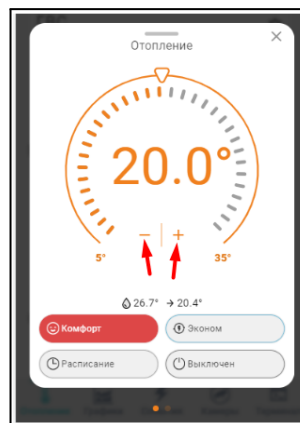 Отопление
20.0°
5°
35°
26.7° → 20.4°
Комфорт
Эконом
Расписание
Выключен